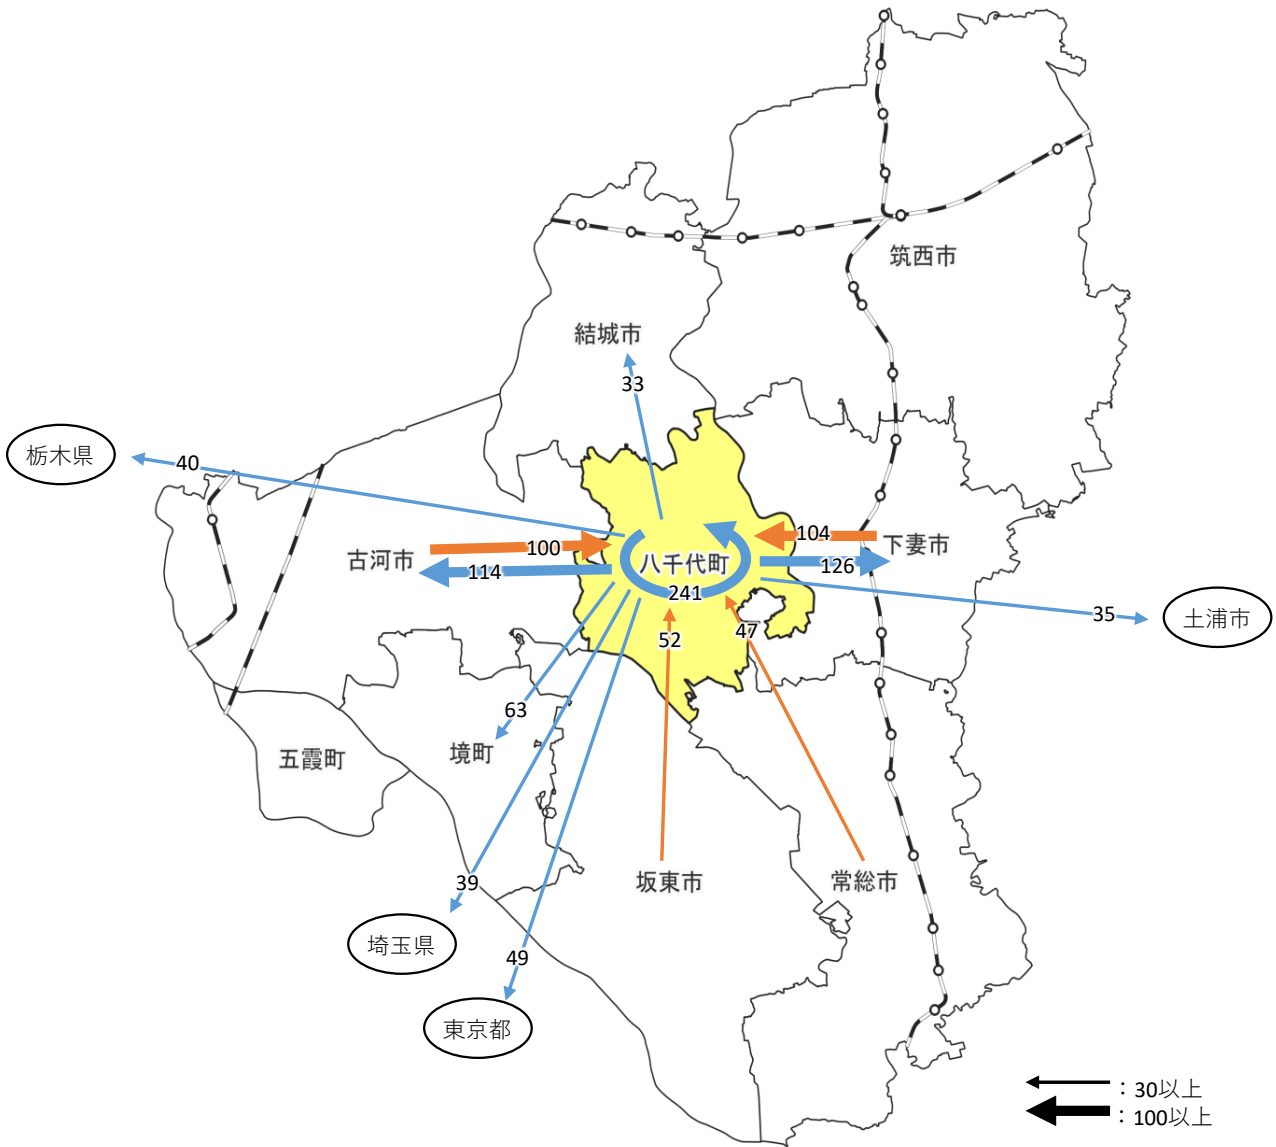 筑西市
結城市
33
栃木県
40
104
古河市
100
下妻市
八千代町
126
114
241
35
土浦市
52
47
63
境町
五霞町
39
坂東市
常総市
埼玉県
49
東京都
：30以上
：100以上